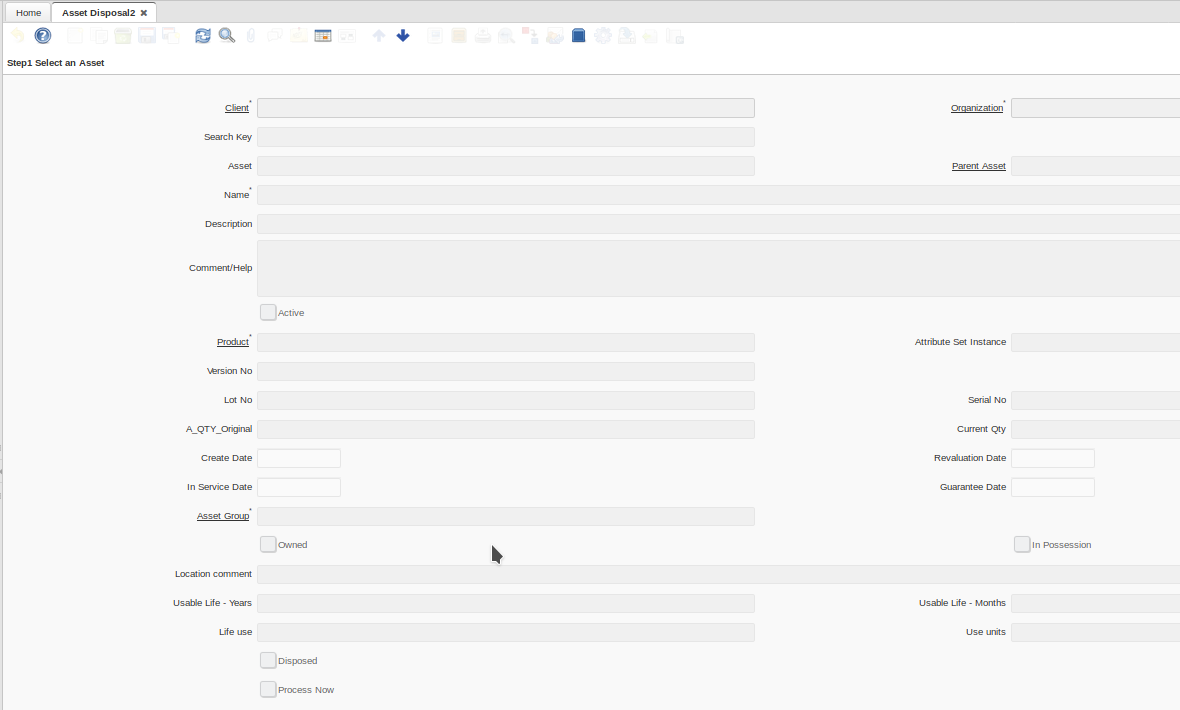 Home Asset Disposal2
Step1 Select an Asset
Client* Organization*
Search Key
Asset Parent Asset
Name*
Description
Comment/Help
Active
Product* Attribute Set Instance
Version No
Lot No Serial No
A_QTY_Original Current Qty
Create Date Revaluation Date
In Service Date Guarantee Date
Asset Group*
Owned In Possession
Location comment
Usable Life - Years Usable Life - Months
Life use Use units
Disposed
Process Now